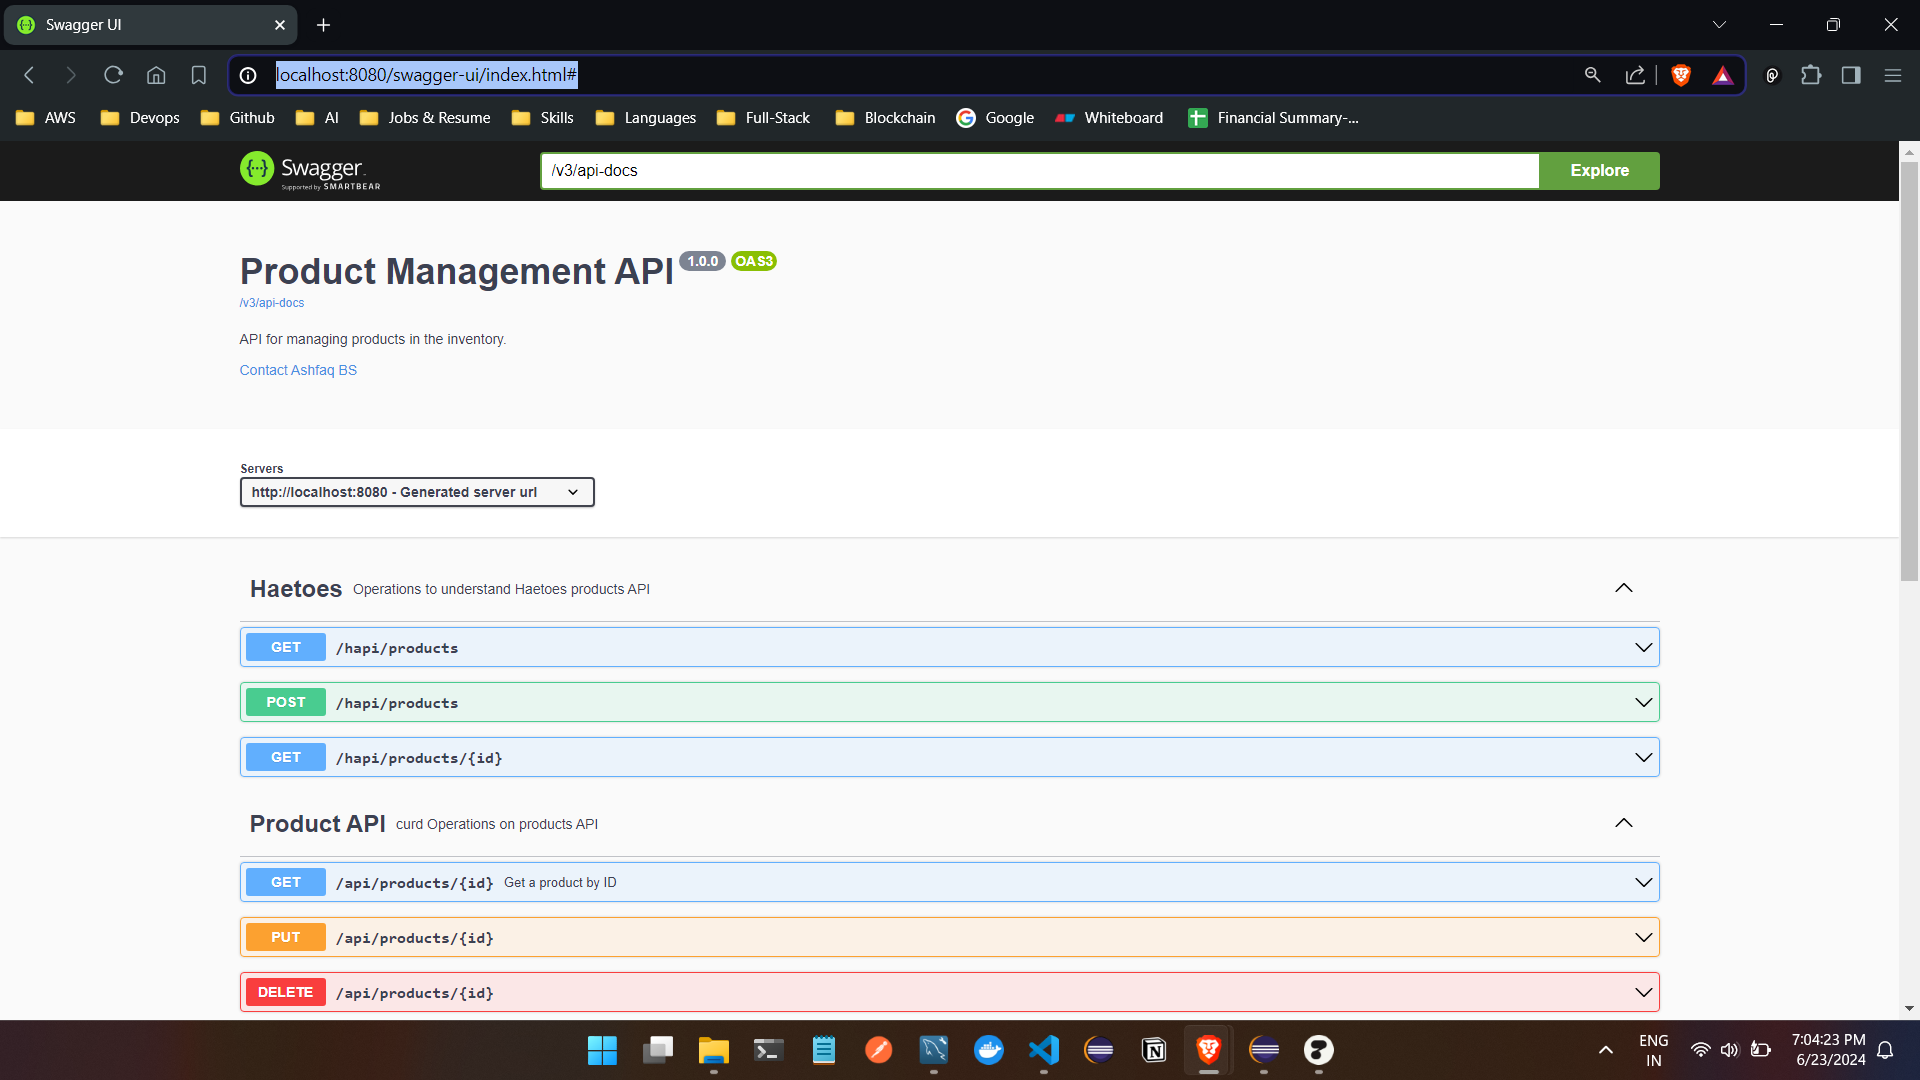 Swagger UI
localhost:8080/swagger-ui/index.html#
AWS Devops Github AI Jobs & Resume Skills Languages Full-Stack Blockchain Google Whiteboard Financial Summary-...
Swagger
Supported by SMARTBEAR
/v3/api-docs
Explore
Product Management API 1.0.0 OAS3
/v3/api-docs
API for managing products in the inventory.
Contact Ashfaq BS
Servers
http://localhost:8080 - Generated server url
Haetoes Operations to understand Haetoes products API
GET /hapi/products
POST /hapi/products
GET /hapi/products/{id}
Product API curd Operations on products API
GET /api/products/{id} Get a product by ID
PUT /api/products/{id}
DELETE /api/products/{id}
ENG
IN
7:04:23 PM
6/23/2024